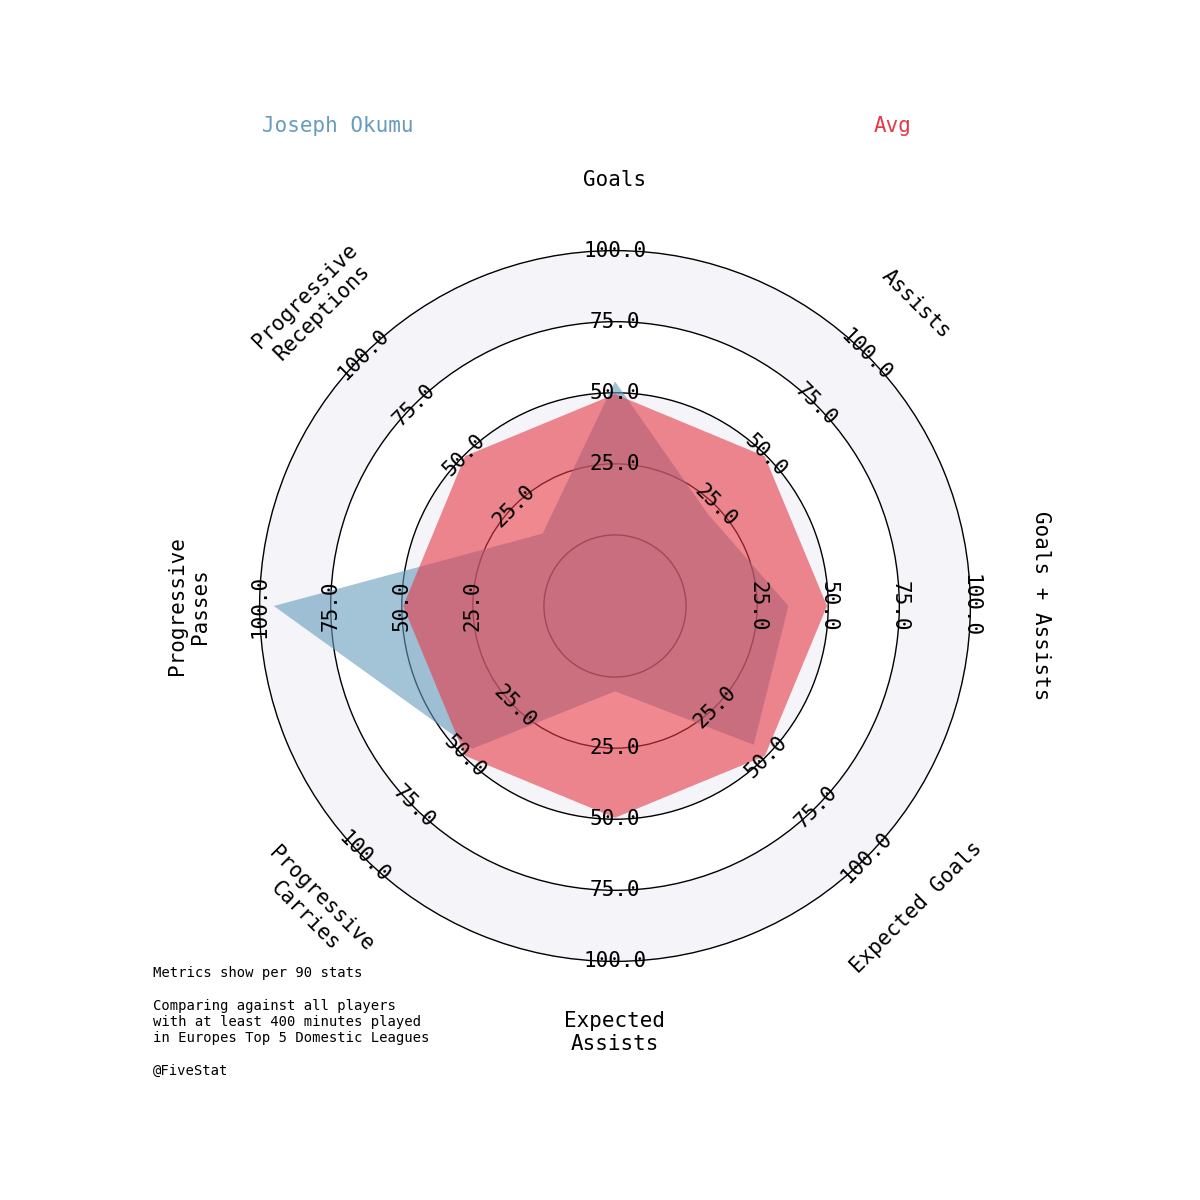 Joseph Okumu
Avg
Goals
Assists
Goals + Assists
Expected Goals
Expected
Assists
Progressive
Carries
Progressive
Passes
Progressive
Receptions
25.0
50.0
75.0
100.0
25.0
50.0
75.0
100.0
25.0
50.0
75.0
100.0
25.0
50.0
75.0
100.0
25.0
50.0
75.0
100.0
25.0
50.0
75.0
100.0
25.0
50.0
75.0
100.0
25.0
50.0
75.0
100.0
Metrics show per 90 stats
Comparing against all players
with at least 400 minutes played
in Europes Top 5 Domestic Leagues
@FiveStat